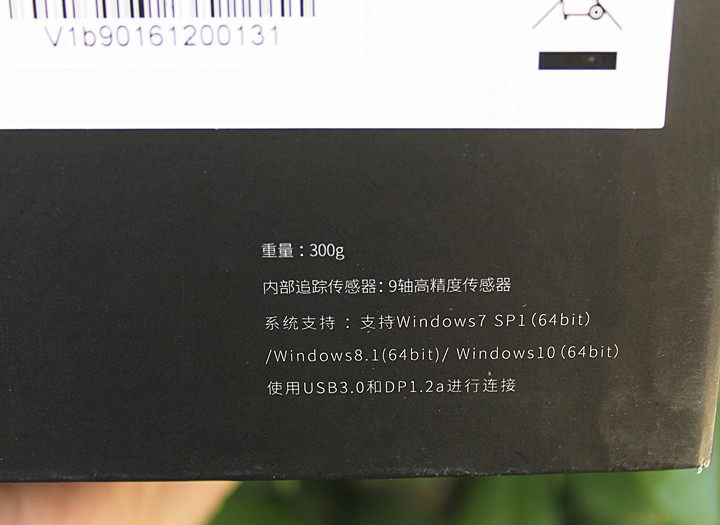 V1b90161200131
重量：300g
内部追踪传感器：9轴高精度传感器
系统支持：支持Windows7 SP1(64bit)
/Windows8.1(64bit)/ Windows10(64bit)
使用USB3.0和DP1.2a进行连接